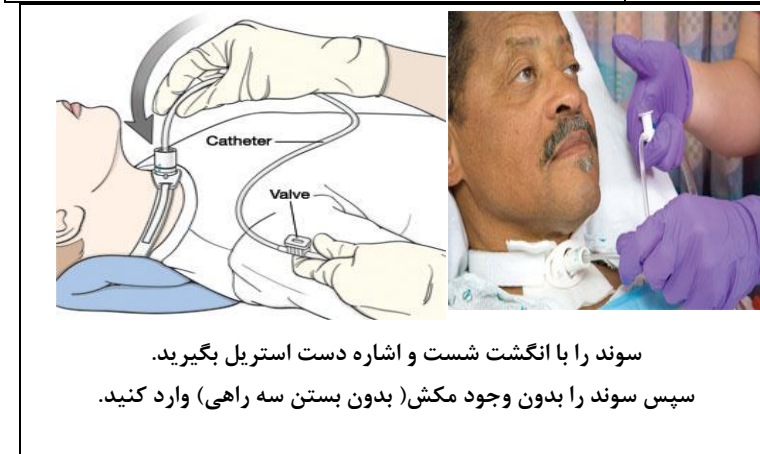 Catheter
Valve
سوند را با انگشت شست و اشاره دست استریل بگیرید.
سپس سوند را بدون وجود مکش( بدون بستن سه راهی) وارد کنید.